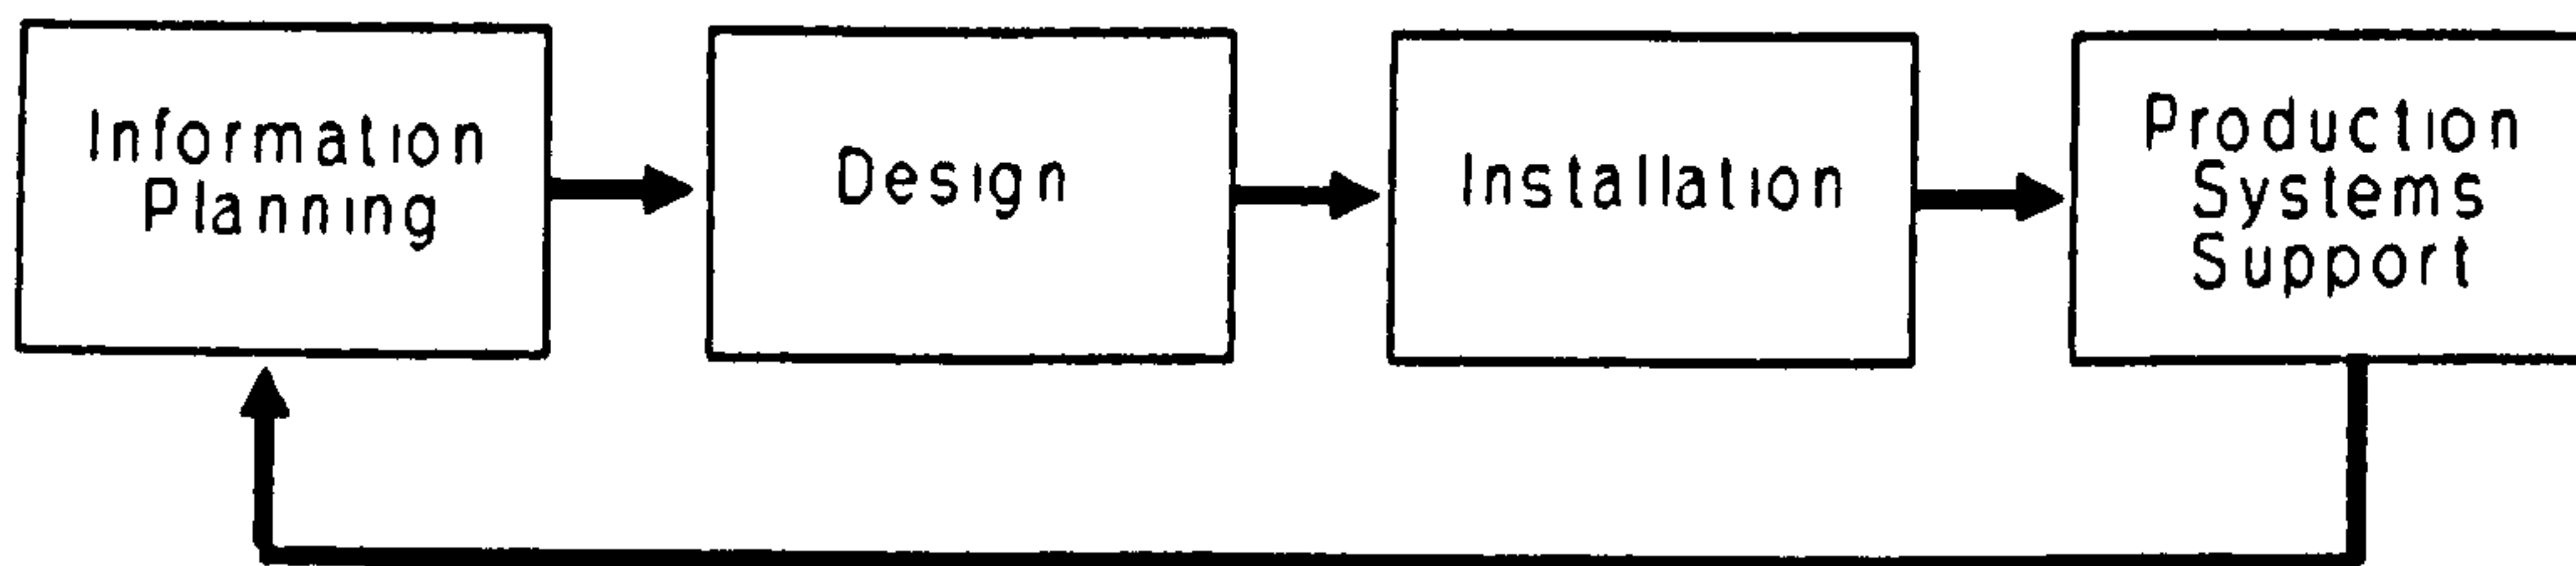 Information
Planning
Design
Installation
Production
Systems
Support